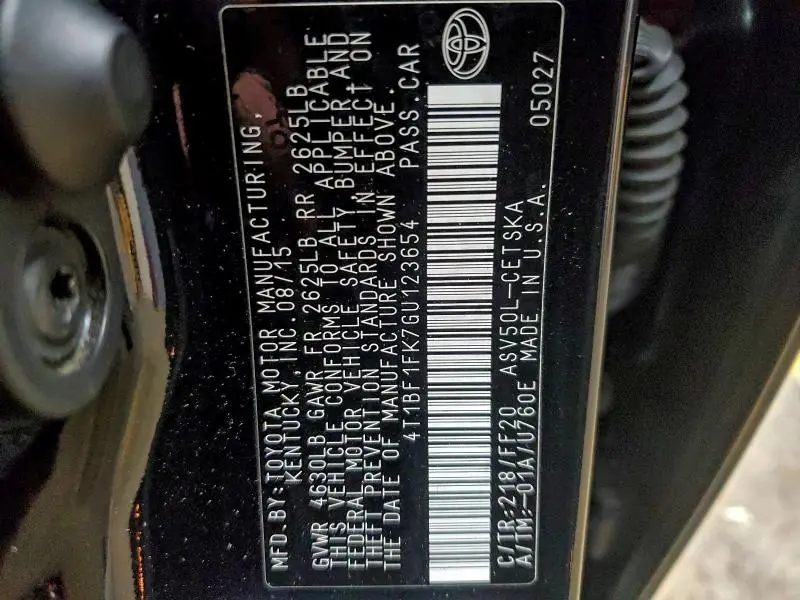 MFD. BY: TOYOTA MOTOR MANUFACTURING,
KENTUCKY, INC. 08/15
GVWR 4630LB GAWR FR 2625LB RR 2625LB
THIS VEHICLE CONFORMS TO ALL APPLICABLE
FEDERAL MOTOR VEHICLE SAFETY, BUMPER, AND
THEFT PREVENTION STANDARDS IN EFFECT ON
THE DATE OF MANUFACTURE SHOWN ABOVE.
4T1BF1FK7GU123654 PASS. CAR
C/TR: 218/FF20 ASV50L-CETSKA
A/TM: -01A/U760E MADE IN U.S.A. 05027